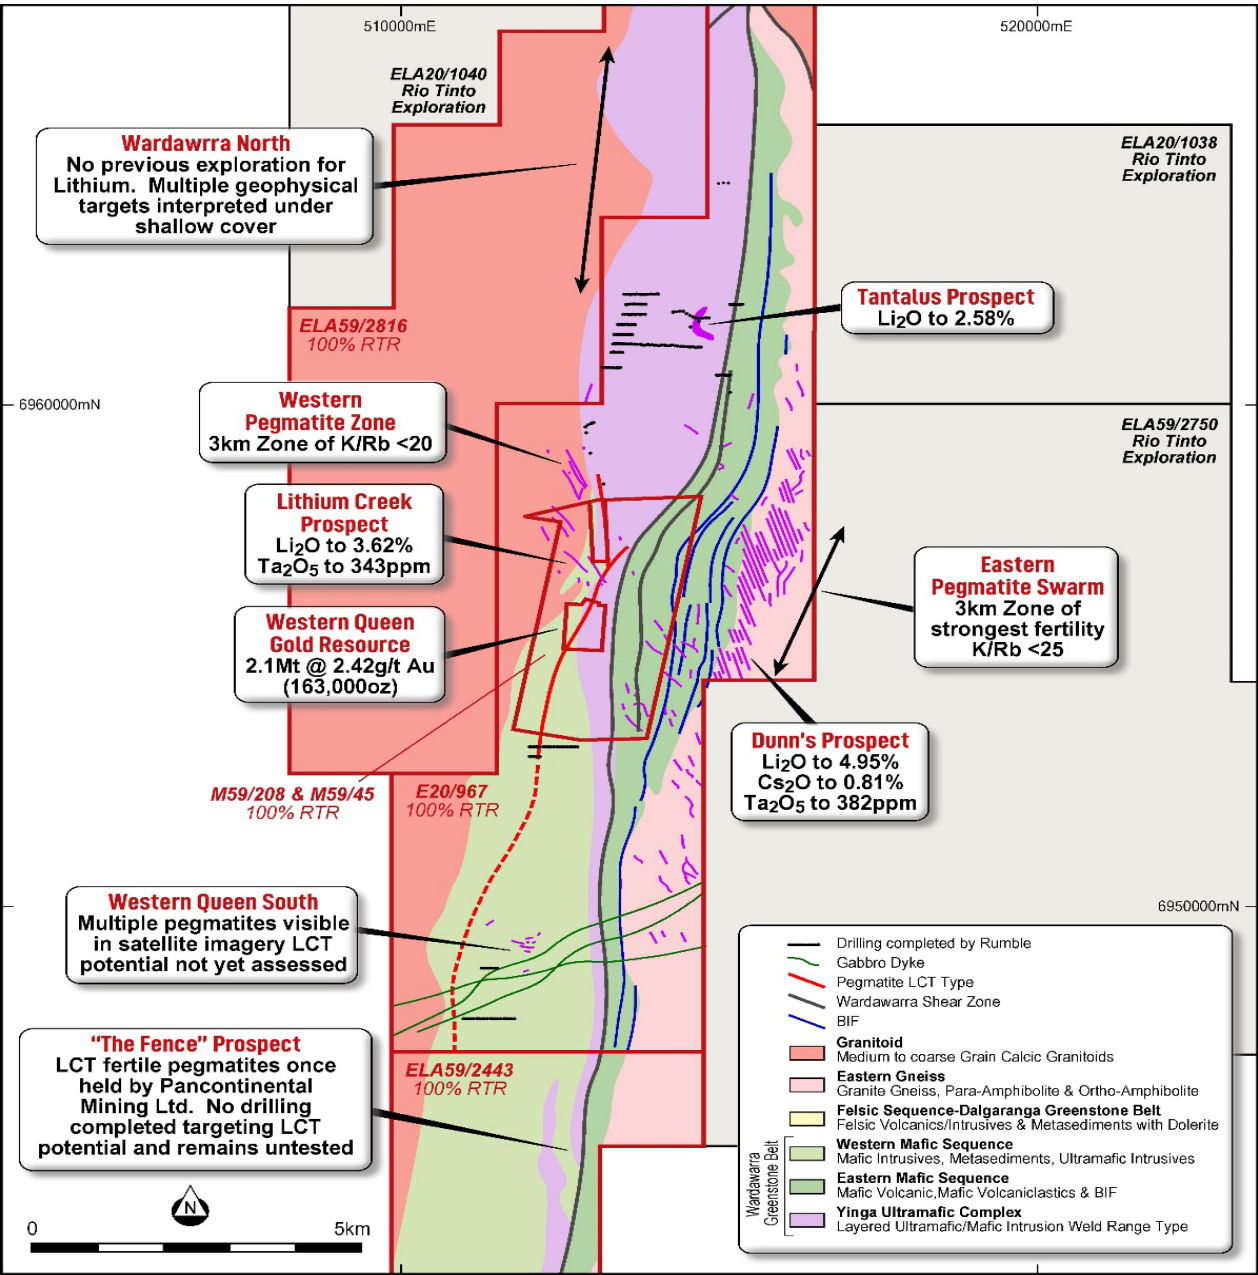 510000mE
520000mE
ELA20/1040
Rio Tinto
Exploration
Wardawrra North
No previous exploration for
Lithium. Multiple geophysical
targets interpreted under
shallow cover
ELA20/1038
Rio Tinto
Exploration
Tantalus Prospect
Li2O to 2.58%
ELA59/2816
100% RTR
6960000mN
Western
Pegmatite Zone
3km Zone of K/Rb <20
ELA59/2750
Rio Tinto
Exploration
Lithium Creek
Prospect
Li2O to 3.62%
Ta2O5 to 343ppm
Eastern
Pegmatite Swarm
3km Zone of
strongest fertility
K/Rb <25
Western Queen
Gold Resource
2.1Mt @ 2.42g/t Au
(163,000oz)
Dunn's Prospect
Li2O to 4.95%
Cs2O to 0.81%
Ta2O5 to 382ppm
M59/208 & M59/45
100% RTR
E20/967
100% RTR
Western Queen South
Multiple pegmatites visible
in satellite imagery LCT
potential not yet assessed
6950000mN
"The Fence" Prospect
LCT fertile pegmatites once
held by Pancontinental
Mining Ltd. No drilling
completed targeting LCT
potential and remains untested
ELA59/2443
100% RTR
N
0 5km
Drilling completed by Rumble
Gabbro Dyke
Pegmatite LCT Type
Wardawarra Shear Zone
BIF
Granitoid
Medium to coarse Grain Calcic Granitoids
Eastern Gneiss
Granite Gneiss, Para-Amphibolite & Ortho-Amphibolite
Felsic Sequence-Dalgaranga Greenstone Belt
Felsic Volcanics/Intrusives & Metasediments with Dolerite
Wardawarra
Greenstone Belt
Western Mafic Sequence
Mafic Intrusives, Metasediments, Ultramafic Intrusives
Eastern Mafic Sequence
Mafic Volcanic,Mafic Volcaniclastics & BIF
Yinga Ultramafic Complex
Layered Ultramafic/Mafic Intrusion Weld Range Type